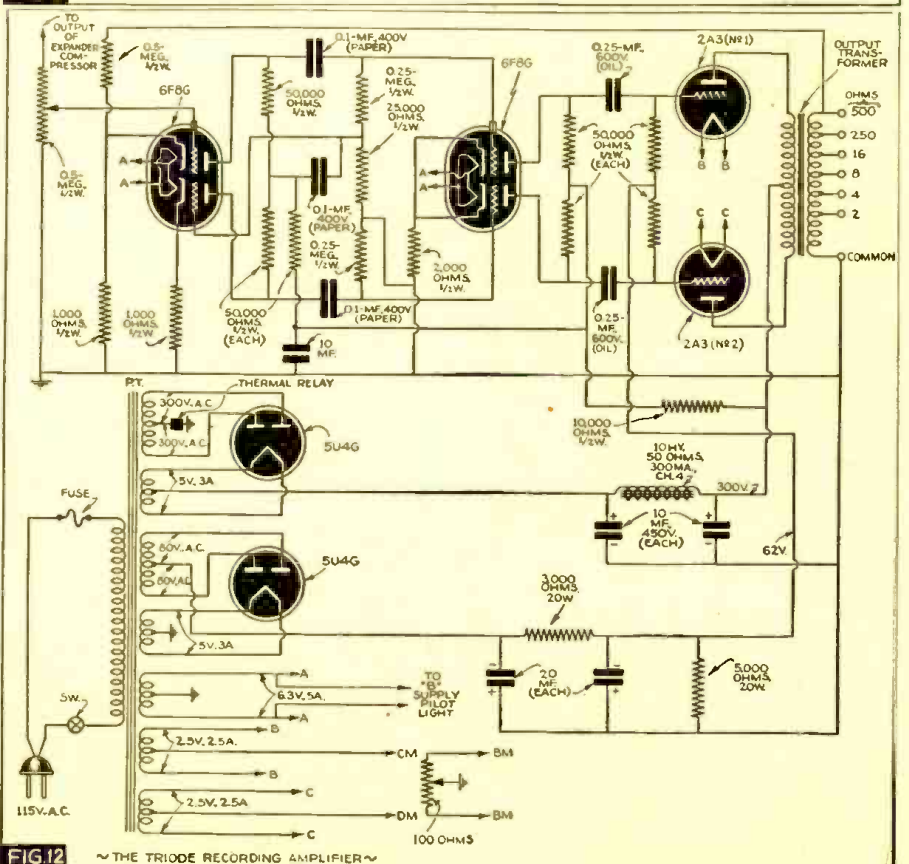 TO
OUTPUT
OF
EXPANDER-
COM-
PRESSOR
0.5-
MEG.,
1/2W.
0.1-MF., 400V.
(PAPER)
50,000
OHMS,
1/2W.
0.25-
MEG.,
1/2W.
25,000
OHMS,
1/2W.
6F8G
6F8G
0.25-MF.,
600V.
(OIL)
2A3 (Nº1)
OUTPUT
TRANS-
FORMER
OHMS
500
250
16
8
4
2
COMMON
A
A
A
A
B B
C C
0.5-
MEG.,
1/2W.
0.1-MF.,
400V.
(PAPER)
0.25-
MEG.,
1/2W.
50,000
OHMS,
1/2W.
(EACH)
2,000
OHMS,
1/2W.
0.25-
MF.,
600V.
(OIL)
2A3 (Nº2)
1,000
OHMS,
1/2W.
1,000
OHMS,
1/2W.
50,000
OHMS,
1/2W.
(EACH)
0.1-MF., 400V.
(PAPER)
10
MF.
P.T.
THERMAL RELAY
300V. A.C.
300V. A.C.
5U4G
10,000
OHMS,
1/2W.
10 HY.,
50 OHMS,
300MA.,
CH.4
300V.
5V., 3A.
FUSE
10
MF.,
450V.
(EACH)
62V.
80V. A.C.
80V. A.C.
5U4G
3,000
OHMS,
20W.
5V., 3A.
20
MF.
(EACH)
5,000
OHMS,
20W.
A
6.3V., 5A.
A
TO
"B"
SUPPLY
PILOT
LIGHT
SW.
B
2.5V., 2.5A.
B
CM
BM
C
2.5V., 2.5A.
C
DM
BM
100 OHMS
115V. A.C.
FIG.12
~ THE TRIODE RECORDING AMPLIFIER ~